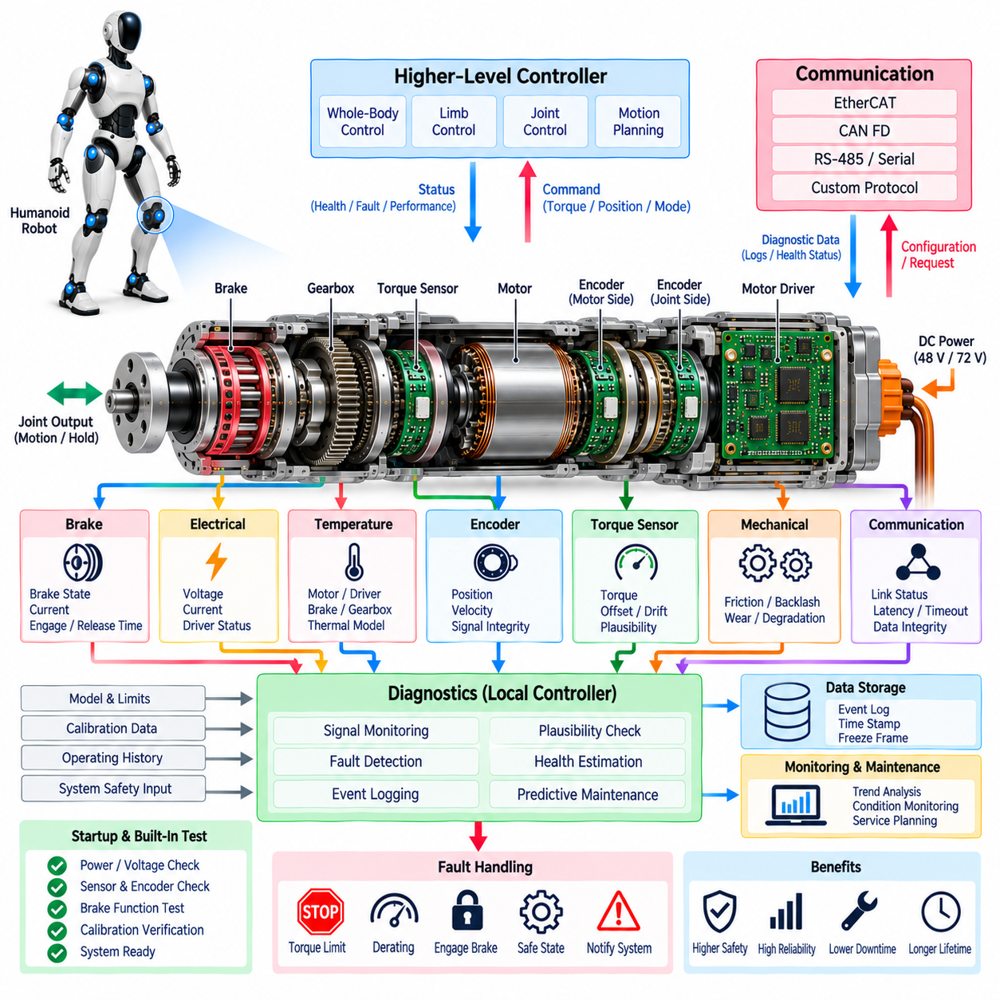 Higher-Level Controller
Whole-Body
Control
Limb
Control
Joint
Control
Motion
Planning
Communication
EtherCAT
CAN FD
RS-485 / Serial
Custom Protocol
Humanoid
Robot
Status
(Health / Fault / Performance)
Command
(Torque / Position / Mode)
Diagnostic Data
(Logs / Health Status)
Configuration
/ Request
Brake
Gearbox
Torque Sensor
Motor
Encoder
(Motor Side)
Encoder
(Joint Side)
Motor Driver
DC Power
(48 V / 72 V)
Joint Output
(Motion / Hold)
Brake
Brake State
Current
Engage / Release Time
Electrical
Voltage
Current
Driver Status
Temperature
Motor / Driver
Brake / Gearbox
Thermal Model
Encoder
Position
Velocity
Signal Integrity
Torque Sensor
Torque
Offset / Drift
Plausibility
Mechanical
Friction / Backlash
Wear / Degradation
Communication
Link Status
Latency / Timeout
Data Integrity
Model & Limits
Calibration Data
Operating History
System Safety Input
Diagnostics (Local Controller)
Signal Monitoring
Plausibility Check
Fault Detection
Health Estimation
Event Logging
Predictive Maintenance
Data Storage
Event Log
Time Stamp
Freeze Frame
Monitoring & Maintenance
Trend Analysis
Condition Monitoring
Service Planning
Startup & Built-In Test
Power / Voltage Check
Sensor & Encoder Check
Brake Function Test
Calibration Verification
System Ready
Fault Handling
STOP
Torque Limit
Derating
Engage Brake
Safe State
Notify System
Benefits
Higher Safety
High Reliability
Lower Downtime
Longer Lifetime